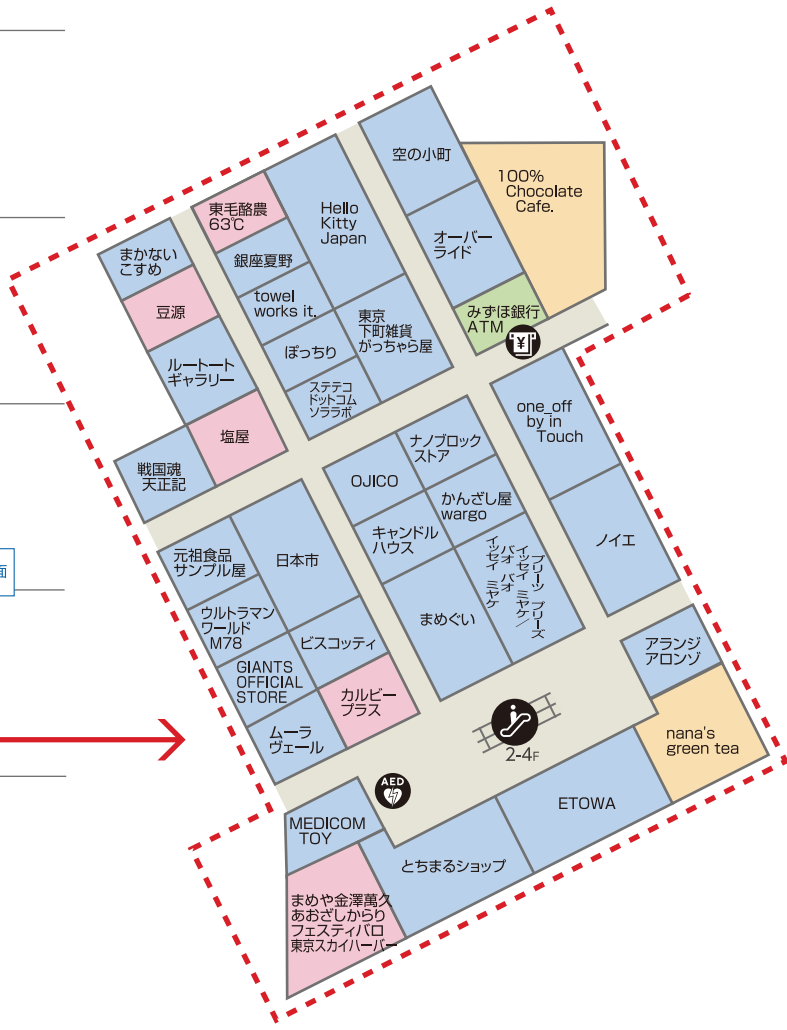 空の小町
100%
Chocolate
Cafe.
東毛酪農
63℃
Hello
Kitty
Japan
オーバー
ライド
まかない
こすめ
銀座夏野
豆源
towel
works it.
東京
下町雑貨
がっちゃら屋
みずほ銀行
ATM
¥
ぽっちり
ルートート
ギャラリー
ステテコ
ドットコム
ソララボ
one_off
by in
Touch
塩屋
ナノブロック
ストア
戦国魂
天正記
OJICO
かんざし屋
wargo
キャンドル
ハウス
ノイエ
元祖食品
サンプル屋
日本市
プリーツ プリーズ
イッセイ ミヤケ／
バオ バオ
イッセイ ミヤケ
面
ウルトラマン
ワールド
M78
まめぐい
ビスコッティ
アランジ
アロンゾ
GIANTS
OFFICIAL
STORE
カルビー
プラス
ムーラ
ヴェール
nana's
green tea
2-4F
AED
ETOWA
MEDICOM
TOY
とちまるショップ
まめや金澤萬久
あおざしからり
フェスティバロ
東京スカイハーバー